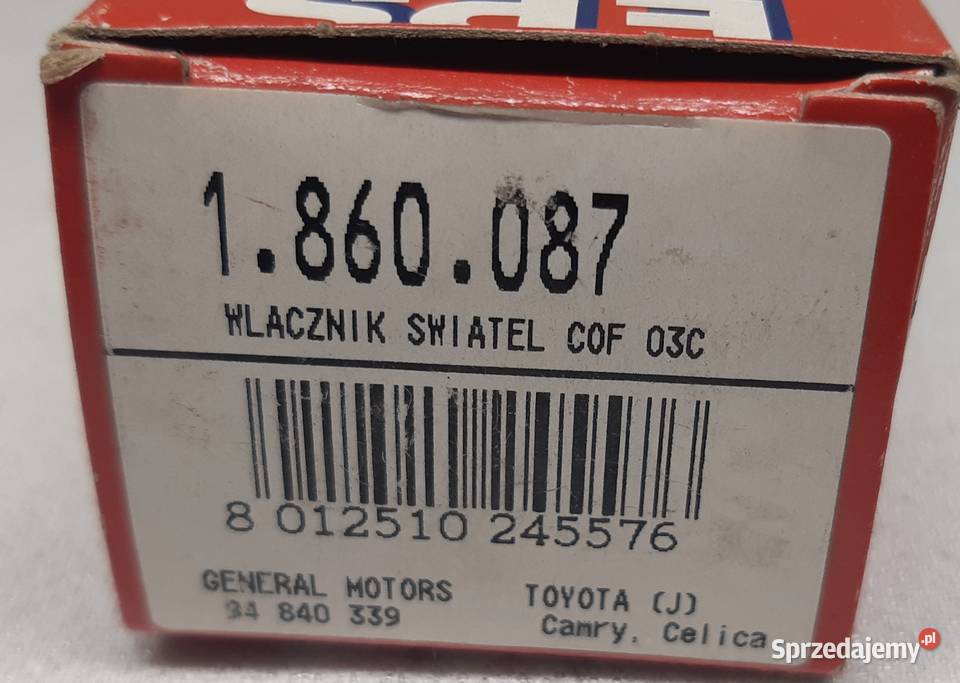 1.860.087
WLACZNIK SWIATEL COF 03C
8 012510 245576
GENERAL MOTORS
94 840 339
TOYOTA (J)
Camry, Celica
Sprzedajemy.pl